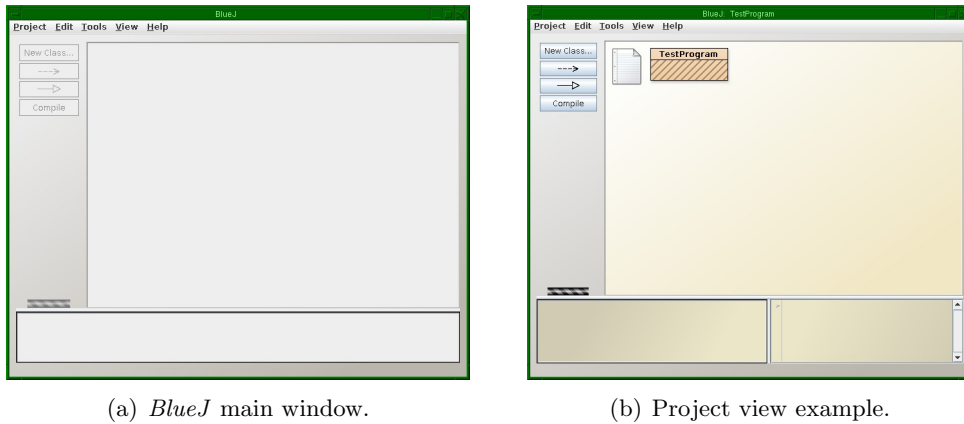 BlueJ
Project Edit Tools View Help
New Class...
Compile
(a) BlueJ main window.
BlueJ: TestProgram
Project Edit Tools View Help
New Class...
Compile
TestProgram
(b) Project view example.